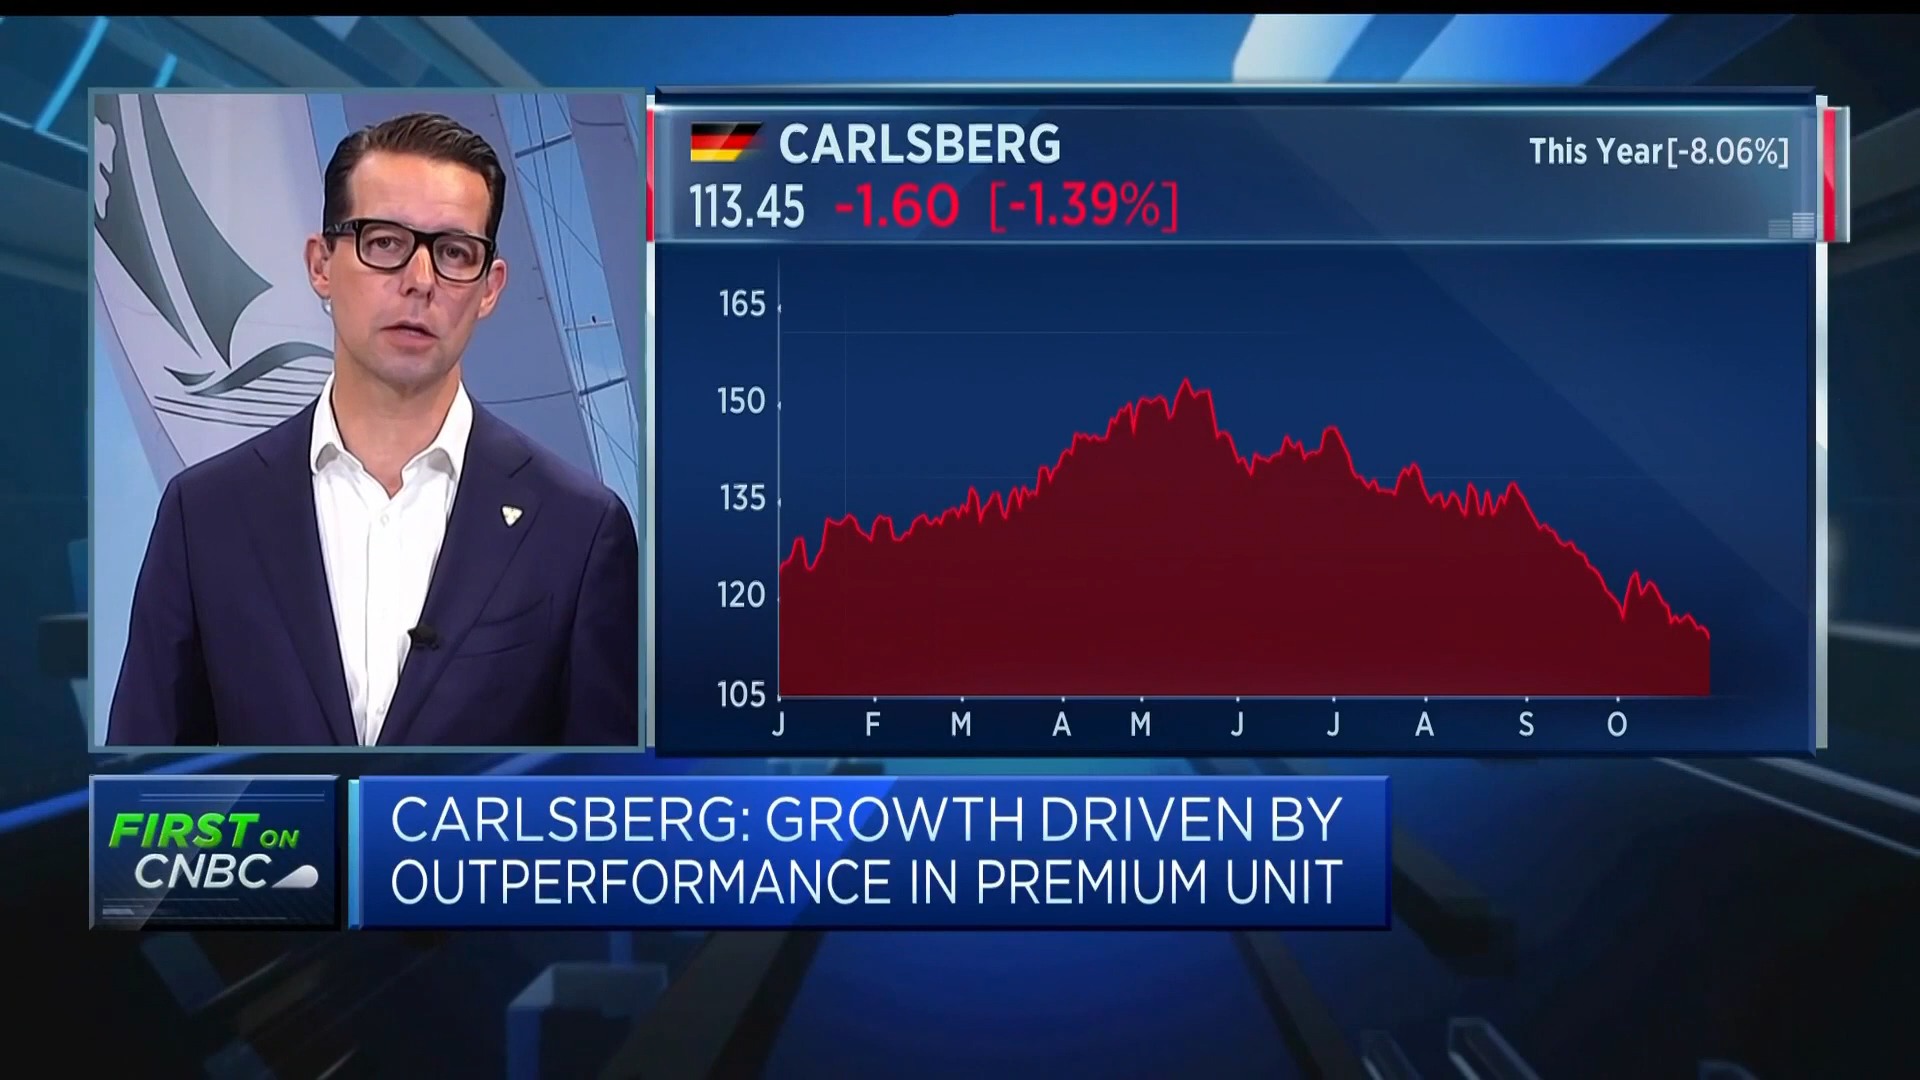 CARLSBERG
This Year[-8.06%]
113.45 -1.60 [-1.39%]
165
150
135
120
105
J F M A M J J A S O
FIRST ON
CNBC
CARLSBERG: GROWTH DRIVEN BY
OUTPERFORMANCE IN PREMIUM UNIT